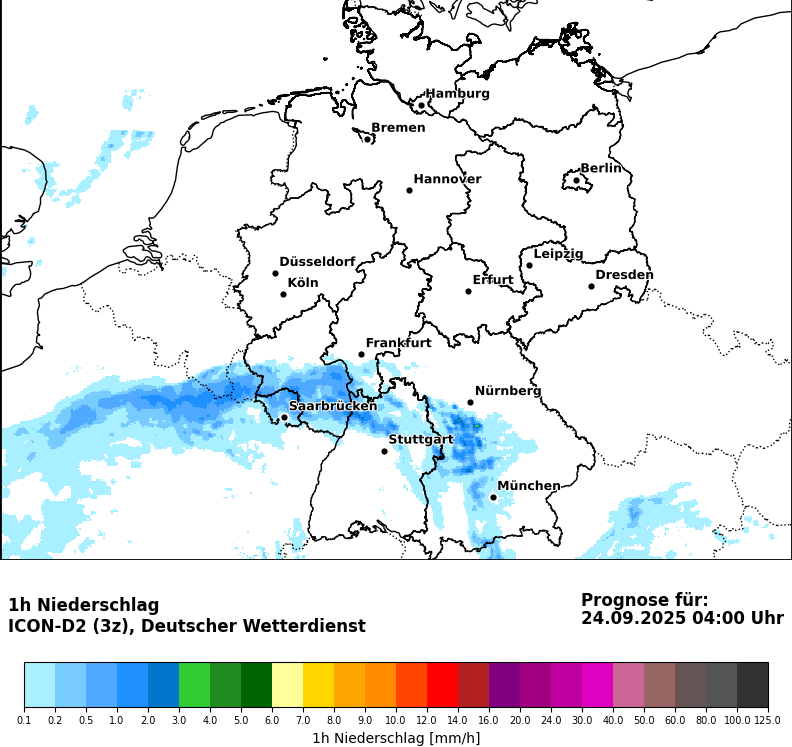 Hamburg
Bremen
Berlin
Hannover
Leipzig
Düsseldorf
Dresden
Köln
Erfurt
Frankfurt
Nürnberg
Saarbrücken
Stuttgart
München
1h Niederschlag
ICON-D2 (3z), Deutscher Wetterdienst
Prognose für:
24.09.2025 04:00 Uhr
0.1 0.2 0.5 1.0 2.0 3.0 4.0 5.0 6.0 7.0 9.0 10.0 12.0 14.0 16.0 20.0 24.0 30.0 40.0 50.0 60.0 80.0 100.0 125.0
1h Niederschlag [mm/h]